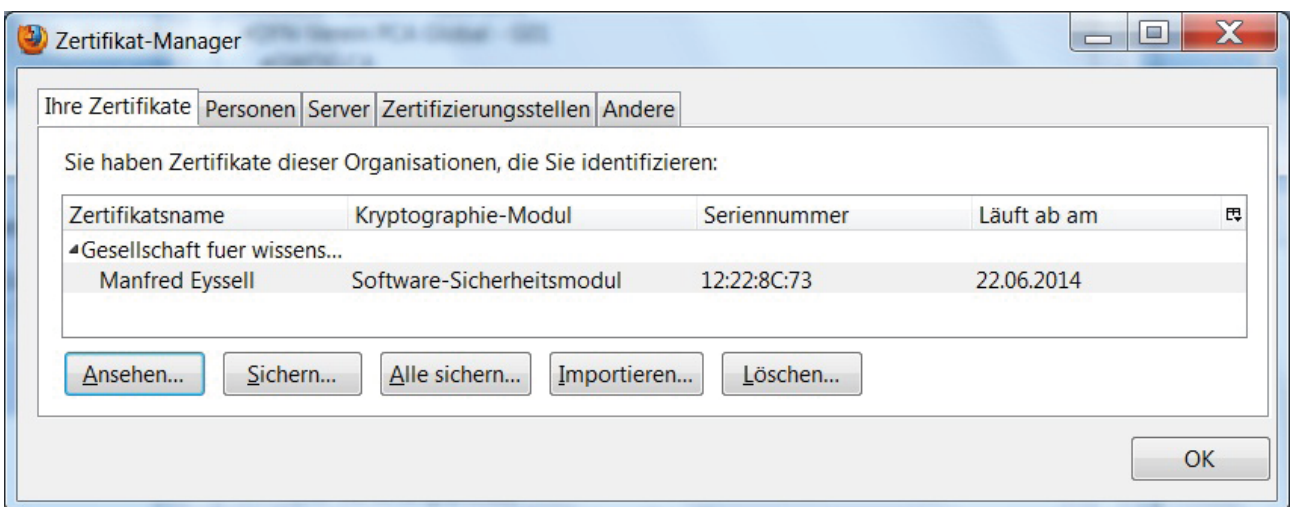 Zertifikat-Manager
Ihre Zertifikate Personen Server Zertifizierungsstellen Andere
Sie haben Zertifikate dieser Organisationen, die Sie identifizieren:
Zertifikatsname Kryptographie-Modul Seriennummer Läuft ab am
Gesellschaft fuer wissens...
Manfred Eyssell Software-Sicherheitsmodul 12:22:8C:73 22.06.2014
Ansehen... Sichern... Alle sichern... Importieren... Löschen...
OK